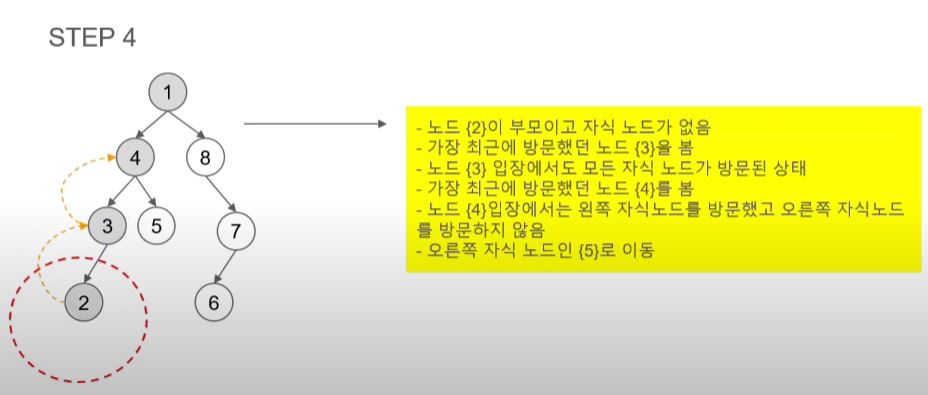 STEP 4
1
4
8
3
5
7
2
6
- 노드 {2}이 부모이고 자식 노드가 없음
- 가장 최근에 방문했던 노드 {3}을 봄
- 노드 {3} 입장에서도 모든 자식 노드가 방문된 상태
- 가장 최근에 방문했던 노드 {4}를 봄
- 노드 {4}입장에서는 왼쪽 자식노드를 방문했고 오른쪽 자식노드
를 방문하지 않음
- 오른쪽 자식 노드인 {5}로 이동